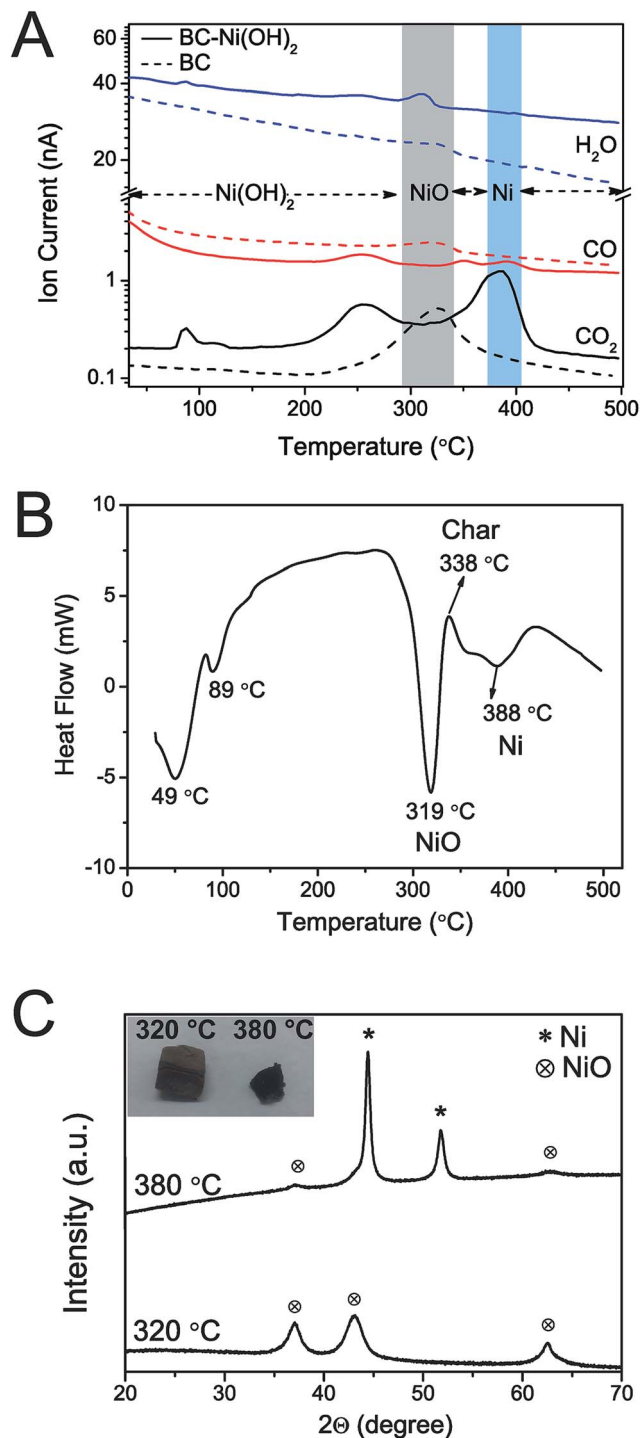 A
60
40
20
1
0.1
Ion Current (nA)
BC-Ni(OH)₂
BC
H₂O
Ni(OH)₂
NiO
Ni
CO
CO₂
100
200
300
400
500
Temperature (°C)
B
10
5
0
-5
-10
Heat Flow (mW)
Char
338 °C
89 °C
49 °C
388 °C
Ni
319 °C
NiO
0
100
200
300
400
500
Temperature (°C)
C
320 °C 380 °C
* Ni
⊗ NiO
*
*
⊗
⊗
380 °C
Intensity (a.u.)
⊗
⊗
⊗
320 °C
20
30
40
50
60
70
2Θ (degree)